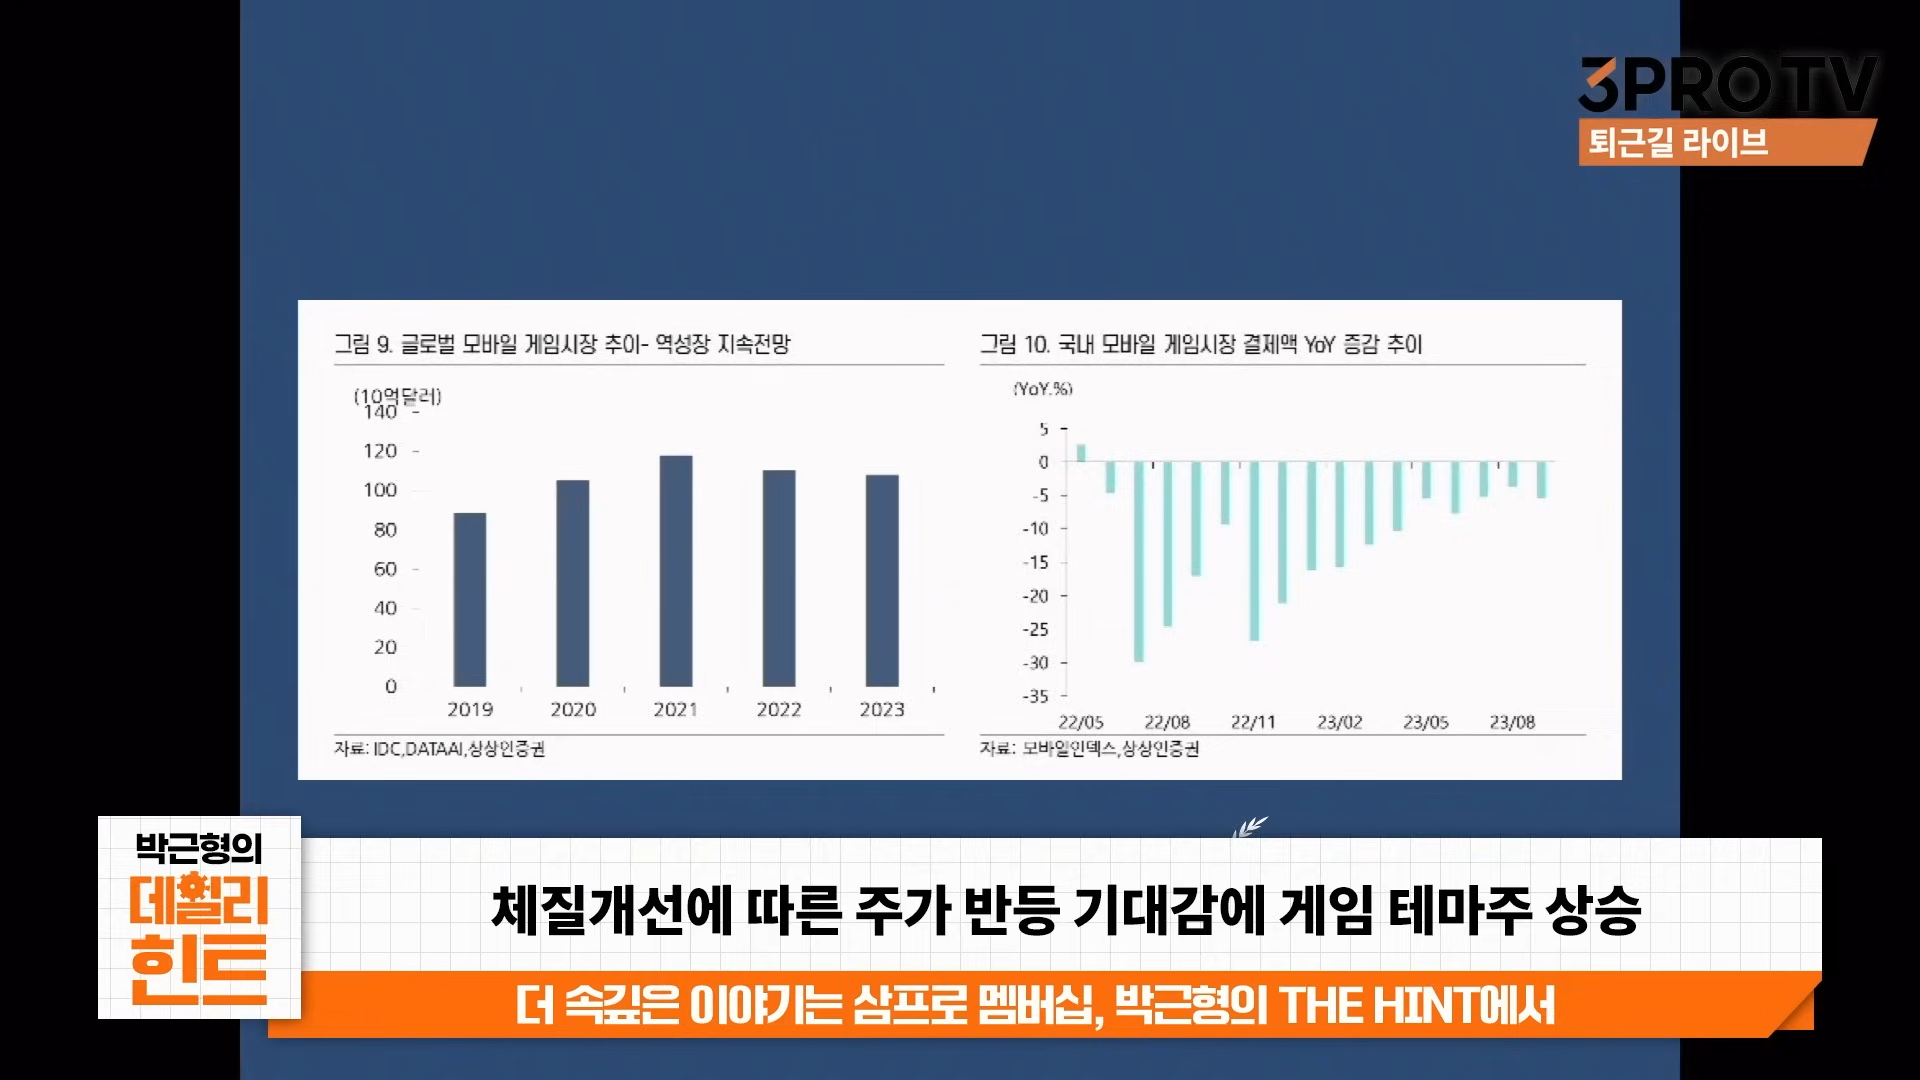 3PRO TV
퇴근길 라이브
그림 9. 글로벌 모바일 게임시장 추이- 역성장 지속전망
(10억달러)
140
120
100
80
60
40
20
0
2019 2020 2021 2022 2023
자료: IDC,DATAAI,상상인증권
그림 10. 국내 모바일 게임시장 결제액 YoY 증감 추이
(YoY.%)
5
0
-5
-10
-15
-20
-25
-30
-35
22/05 22/08 22/11 23/02 23/05 23/08
자료: 모바일인덱스,상상인증권
박근형의
데일리
힌트
체질개선에 따른 주가 반등 기대감에 게임 테마주 상승
더 속깊은 이야기는 삼프로 멤버십, 박근형의 THE HINT에서